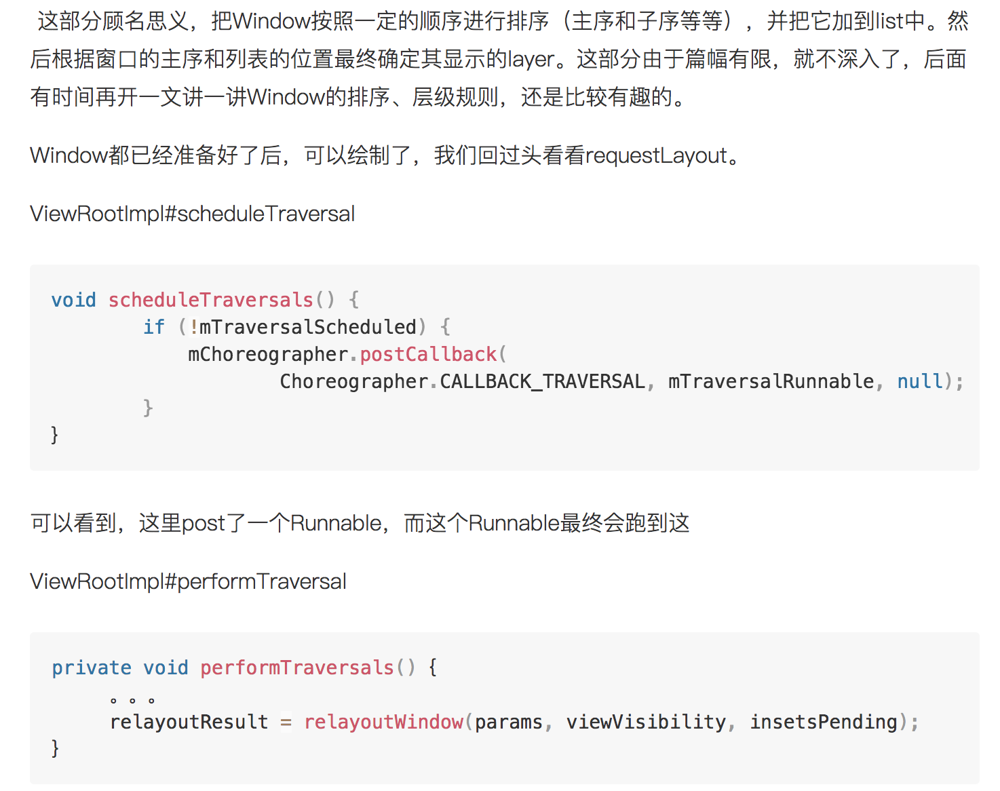 这部分顾名思义，把Window按照一定的顺序进行排序（主序和子序等等），并把它加到list中。然
后根据窗口的主序和列表的位置最终确定其显示的layer。这部分由于篇幅有限，就不深入了，后面
有时间再开一文讲一讲Window的排序、层级规则，还是比较有趣的。
Window都已经准备好了后，可以绘制了，我们回过头看看requestLayout。
ViewRootImpl#scheduleTraversal
void scheduleTraversals() {
        if (!mTraversalScheduled) {
            mChoreographer.postCallback(
                    Choreographer.CALLBACK_TRAVERSAL, mTraversalRunnable, null);
        }
}
可以看到，这里post了一个Runnable，而这个Runnable最终会跑到这
ViewRootImpl#performTraversal
private void performTraversals() {
     。。。
     relayoutResult = relayoutWindow(params, viewVisibility, insetsPending);
}